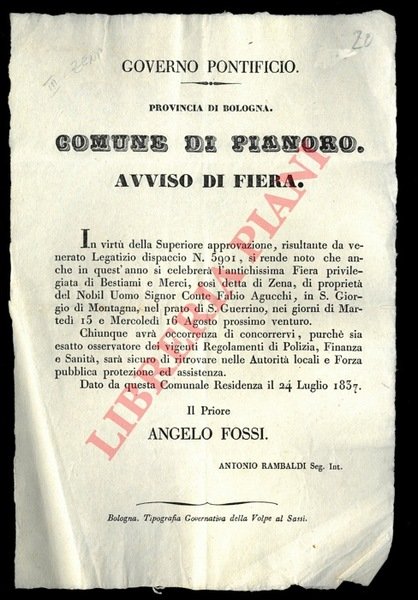 20
ZENA
GOVERNO PONTIFICIO.
PROVINCIA DI BOLOGNA.
COMUNE DI PIANORO.
AVVISO DI FIERA.
In virtù della Superiore approvazione, risultante da ve-
nerato Legatizio dispaccio N. 5901, si rende noto che an-
che in quest'anno si celebrerà l'antichissima Fiera privile-
giata di Bestiami e Merci, così detta di Zena, di proprietà
del Nobil Uomo Signor Conte Fabio Agucchi, in S. Gior-
gio di Montagna, nel prato di S. Guerrino, nei giorni di Mar-
tedì 15 e Mercoledì 16 Agosto prossimo venturo.
Chiunque avrà occorrenza di concorrervi, purchè sia
esatto osservatore dei vigenti Regolamenti di Polizia, Finanza
e Sanità, sarà sicuro di ritrovare nelle Autorità locali e Forza
pubblica protezione ed assistenza.
Dato da questa Comunale Residenza il 24 Luglio 1837.
Il Priore
ANGELO FOSSI.
ANTONIO RAMBALDI Seg. Int.
Bologna. Tipografia Governativa della Volpe al Sassi.
LIBRERIA PIANI